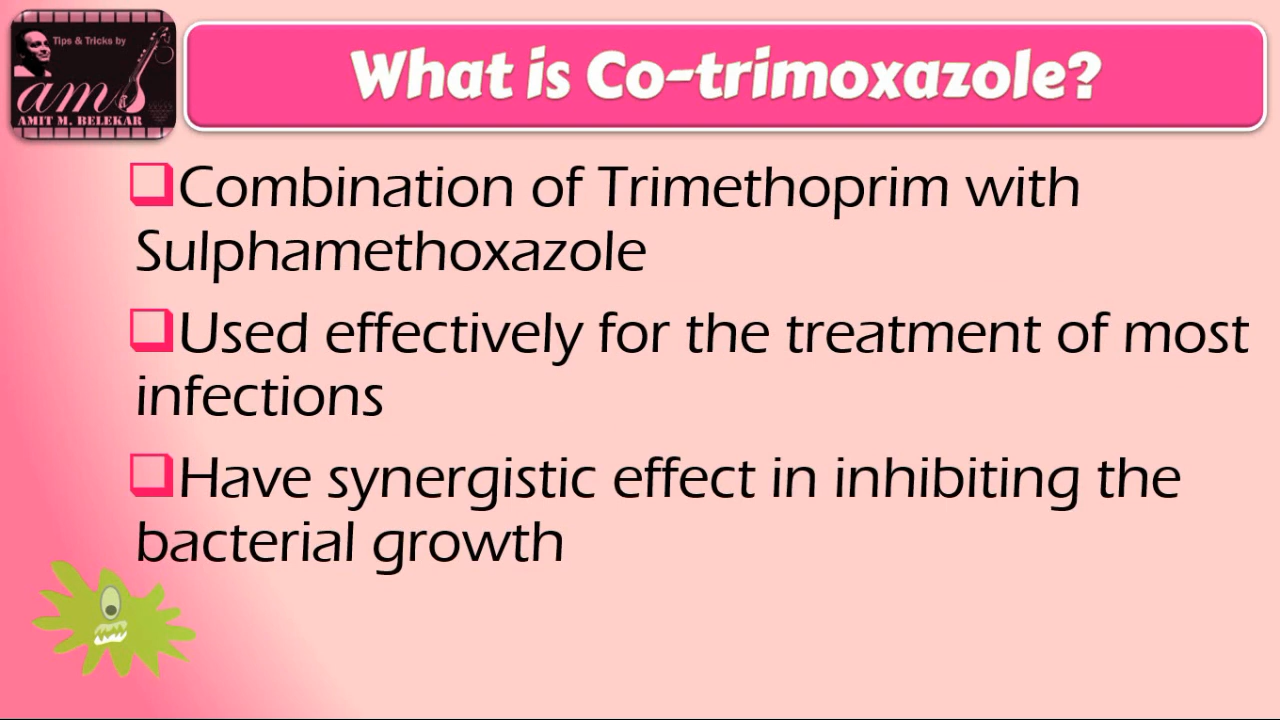 Tips & Tricks by
am
AMIT M. BELEKAR
What is Co-trimoxazole?
Combination of Trimethoprim with
Sulphamethoxazole
Used effectively for the treatment of most
infections
Have synergistic effect in inhibiting the
bacterial growth